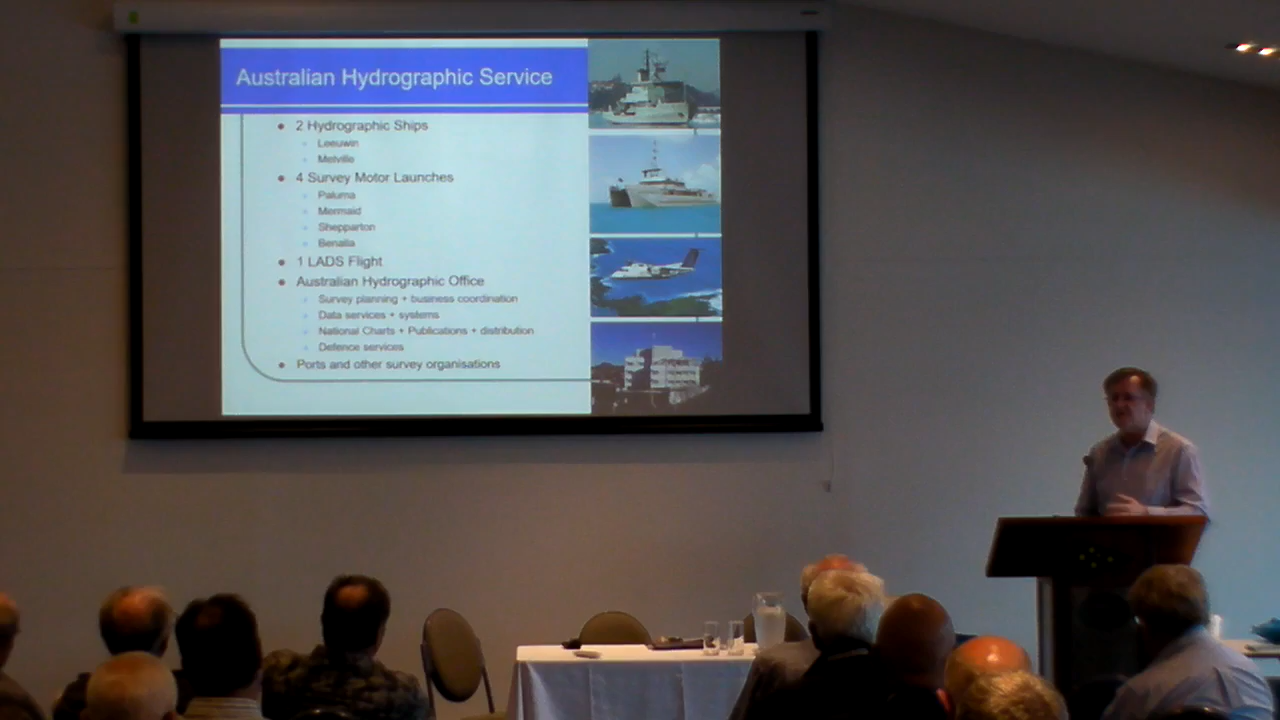 Australian Hydrographic Service
2 Hydrographic Ships
Leeuwin
Melville
4 Survey Motor Launches
Paluma
Mermaid
Shepparton
Benalla
1 LADS Flight
Australian Hydrographic Office
Survey planning + business coordination
Data services + systems
National Charts + Publications + distribution
Defence services
Ports and other survey organisations